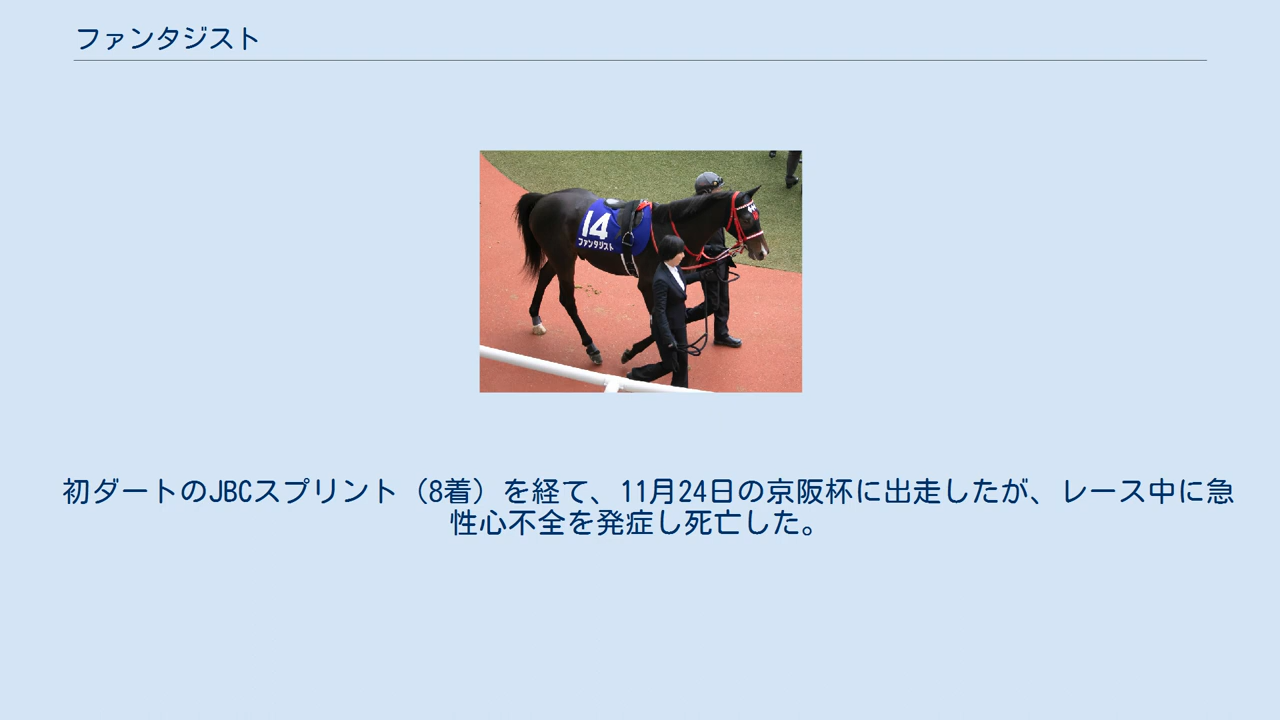 ファンタジスト
14
ファンタジスト
初ダートのJBCスプリント（8着）を経て、11月24日の京阪杯に出走したが、レース中に急
性心不全を発症し死亡した。